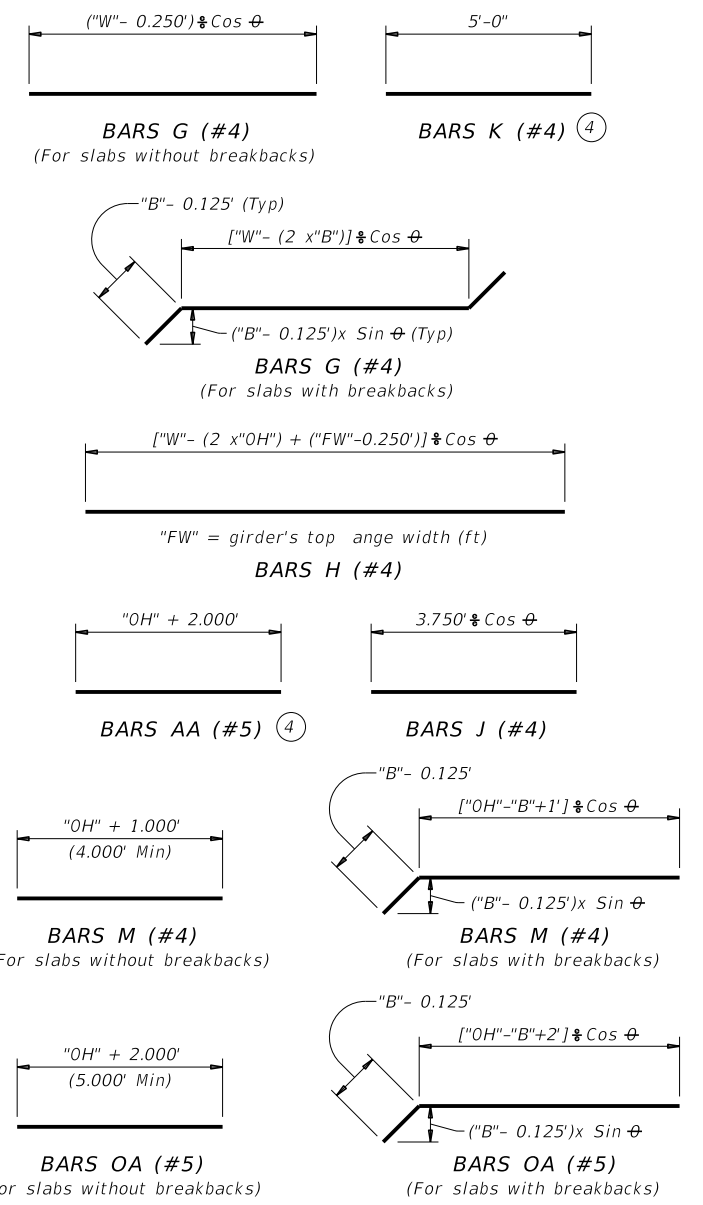 ("W"– 0.250') ÷ Cos θ
5'-0"
BARS G (#4)
(For slabs without breakbacks)
BARS K (#4) 4
"B"– 0.125' (Typ)
["W"– (2 x"B")] ÷ Cos θ
("B"– 0.125')x Sin θ (Typ)
BARS G (#4)
(For slabs with breakbacks)
["W"– (2 x"OH") + ("FW"–0.250')] ÷ Cos θ
"FW" = girder's top ange width (ft)
BARS H (#4)
"OH" + 2.000'
3.750' ÷ Cos θ
BARS AA (#5) 4
BARS J (#4)
"OH" + 1.000'
(4.000' Min)
BARS M (#4)
For slabs without breakbacks)
"B"– 0.125'
["OH"–"B"+1'] ÷ Cos θ
("B"– 0.125')x Sin θ
BARS M (#4)
(For slabs with breakbacks)
"OH" + 2.000'
(5.000' Min)
BARS OA (#5)
or slabs without breakbacks)
"B"– 0.125'
["OH"–"B"+2'] ÷ Cos θ
("B"– 0.125')x Sin θ
BARS OA (#5)
(For slabs with breakbacks)